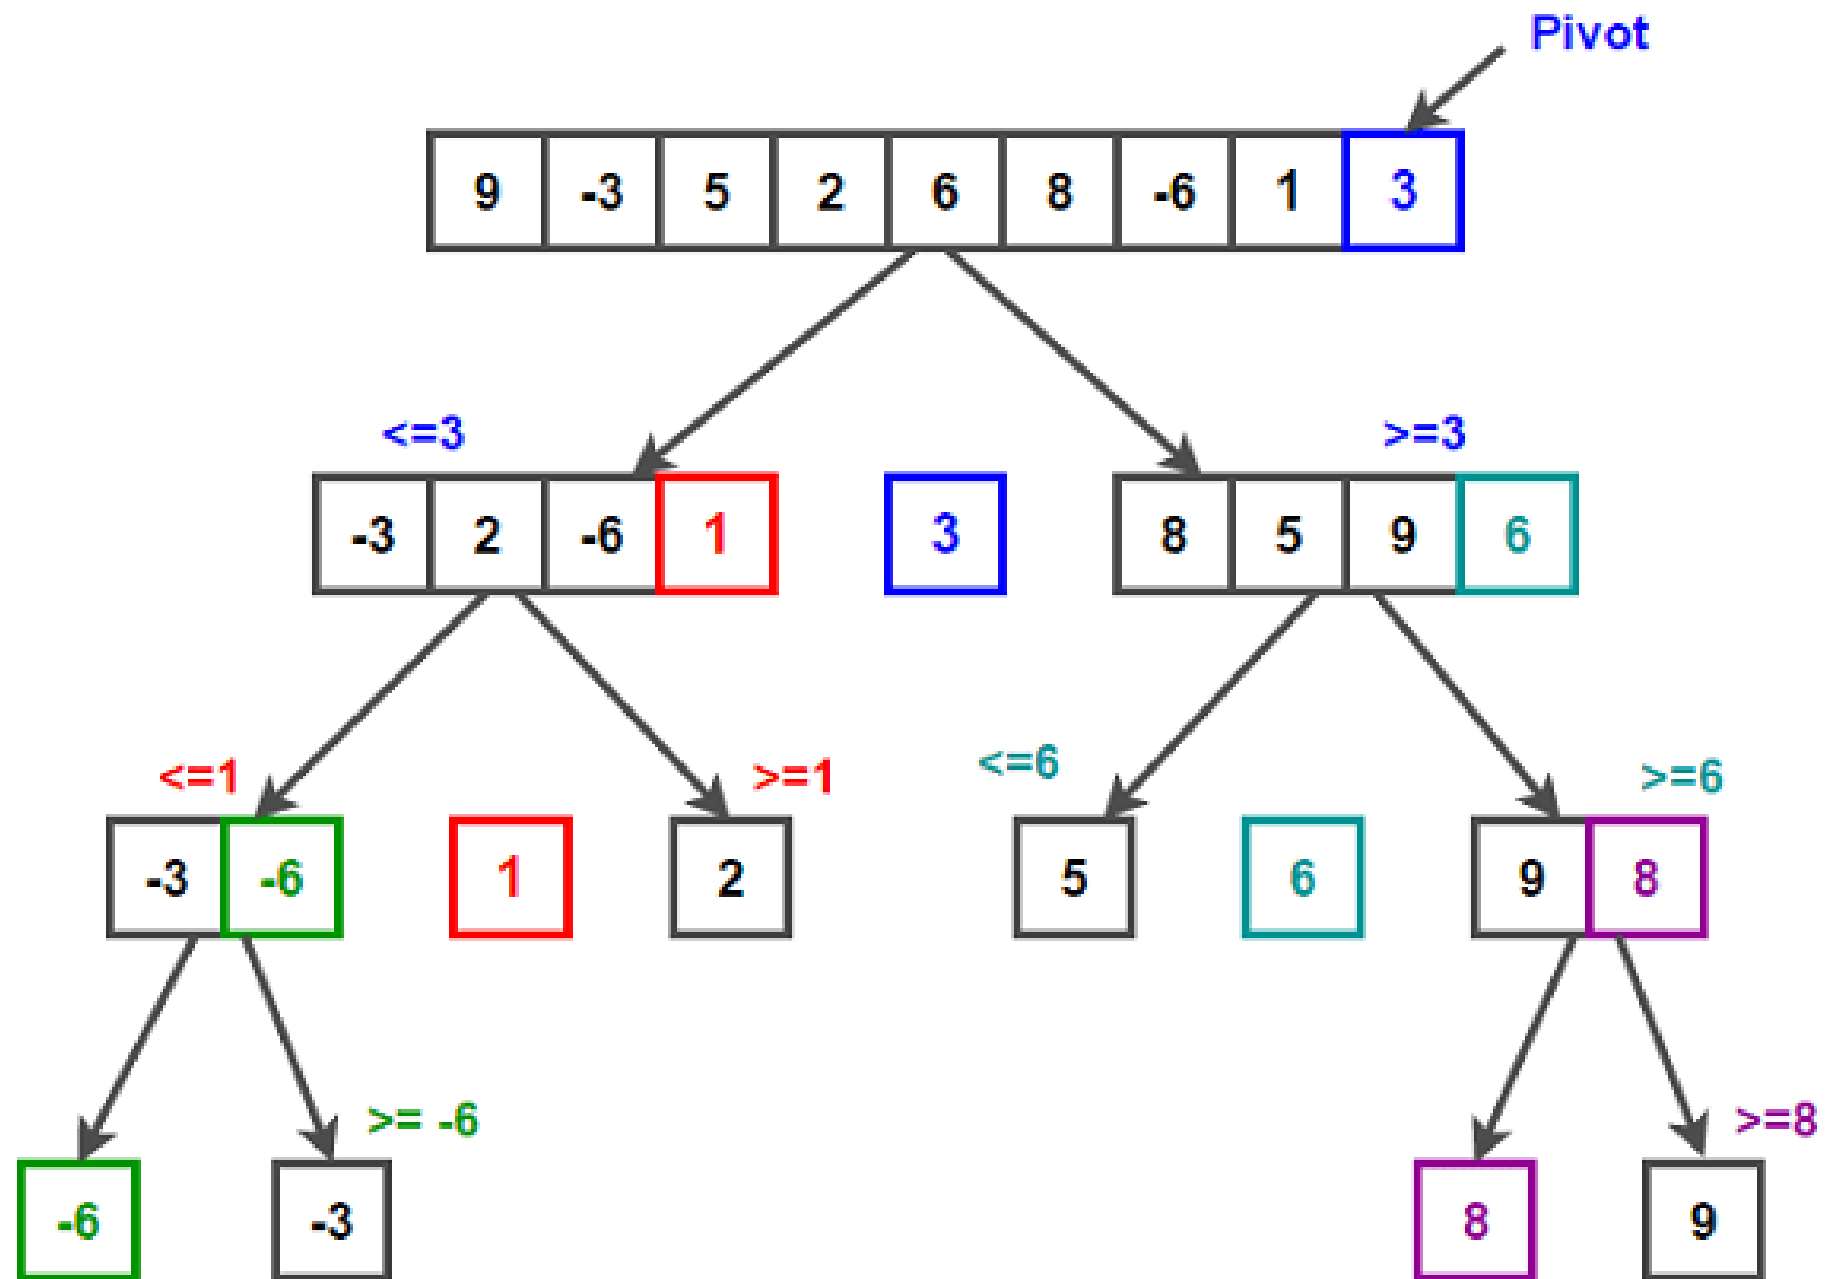 Pivot
9 -3 5 2 6 8 -6 1 3
<=3 >=3
-3 2 -6 1 3 8 5 9 6
<=1 >=1 <=6 >=6
-3 -6 1 2 5 6 9 8
>= -6 >=8
-6 -3 8 9